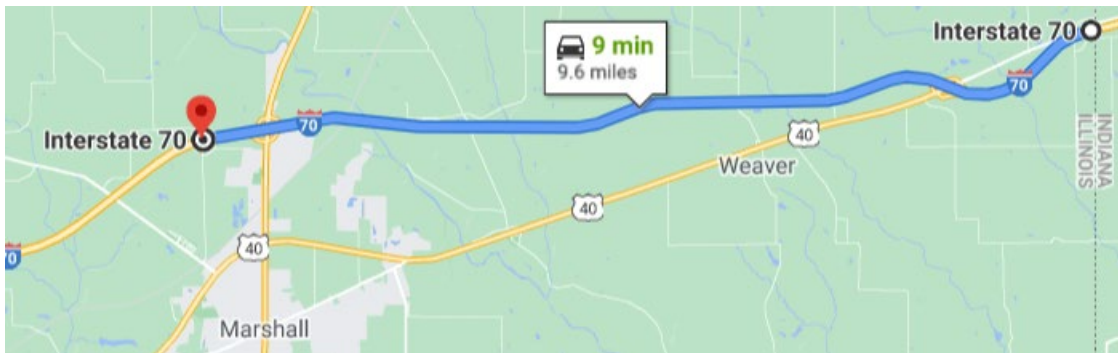 Interstate 70
9 min
9.6 miles
70
INDIANA
ILLINOIS
70
Interstate 70
40
Weaver
40
40
70
Marshall